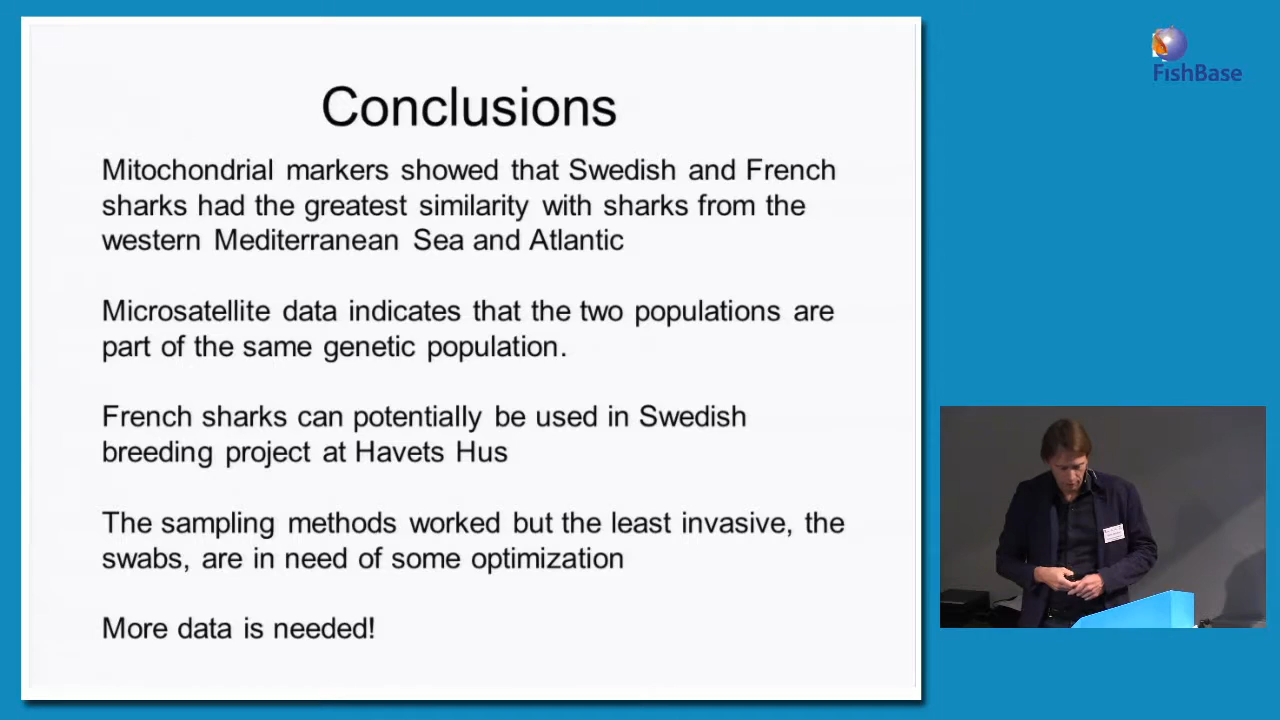 FishBase
Conclusions
Mitochondrial markers showed that Swedish and French
sharks had the greatest similarity with sharks from the
western Mediterranean Sea and Atlantic
Microsatellite data indicates that the two populations are
part of the same genetic population.
French sharks can potentially be used in Swedish
breeding project at Havets Hus
The sampling methods worked but the least invasive, the
swabs, are in need of some optimization
More data is needed!